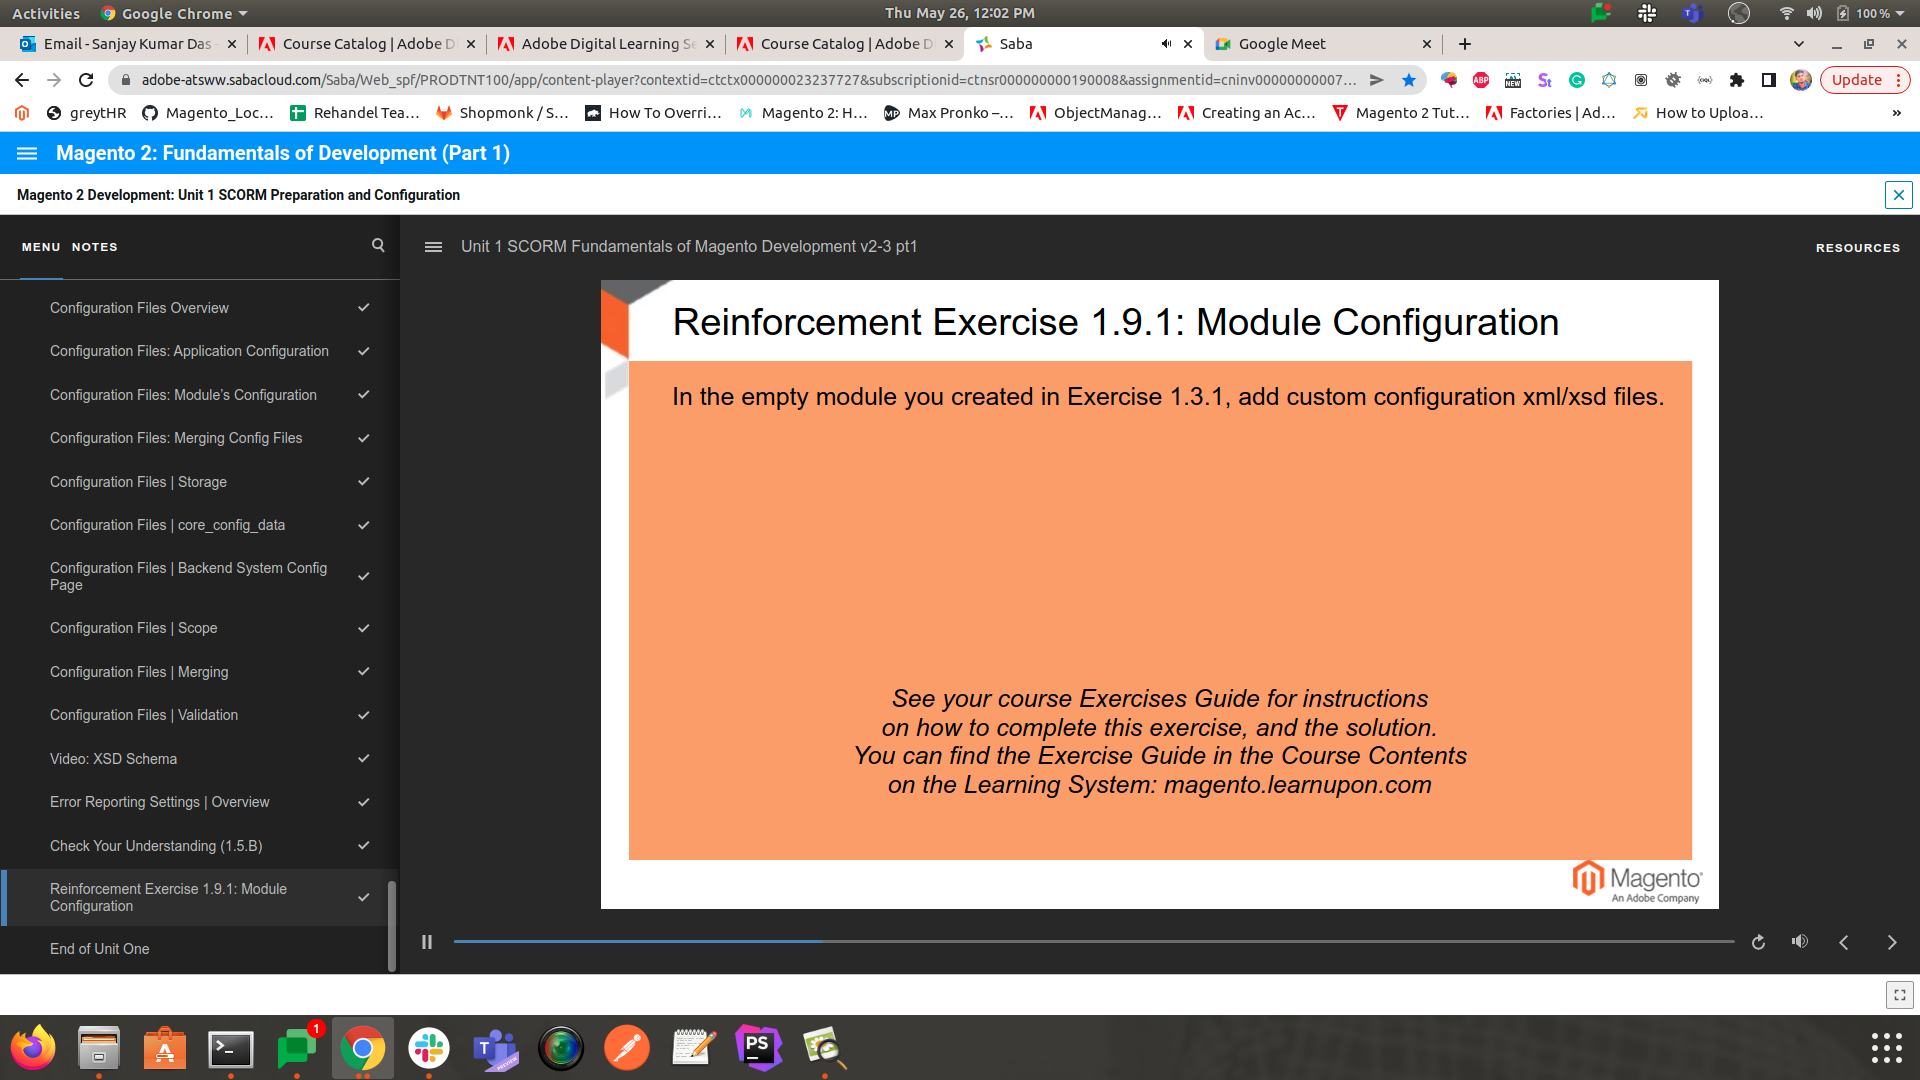 Activities
Google Chrome
Thu May 26, 12:02 PM
100 %
Email - Sanjay Kumar Das
Course Catalog | Adobe D
Adobe Digital Learning Se
Course Catalog | Adobe D
Saba
Google Meet
adobe-atsww.sabacloud.com/Saba/Web_spf/PRODTNT100/app/content-player?contextid=ctctx000000023237727&subscriptionid=ctnsr000000000190008&assignmentid=cninv00000000007...
ABP
NEW
St
Update
greytHR
Magento_Loc...
Rehandel Tea...
Shopmonk / S...
How To Overri...
Magento 2: H...
MP
Max Pronko –...
ObjectManag...
Creating an Ac...
Magento 2 Tut...
Factories | Ad...
How to Uploa...
»
Magento 2: Fundamentals of Development (Part 1)
Magento 2 Development: Unit 1 SCORM Preparation and Configuration
MENU NOTES
Unit 1 SCORM Fundamentals of Magento Development v2-3 pt1
RESOURCES
Configuration Files Overview
Configuration Files: Application Configuration
Configuration Files: Module's Configuration
Configuration Files: Merging Config Files
Configuration Files | Storage
Configuration Files | core_config_data
Configuration Files | Backend System Config
Page
Configuration Files | Scope
Configuration Files | Merging
Configuration Files | Validation
Video: XSD Schema
Error Reporting Settings | Overview
Check Your Understanding (1.5.B)
Reinforcement Exercise 1.9.1: Module
Configuration
End of Unit One
Reinforcement Exercise 1.9.1: Module Configuration
In the empty module you created in Exercise 1.3.1, add custom configuration xml/xsd files.
See your course Exercises Guide for instructions
on how to complete this exercise, and the solution.
You can find the Exercise Guide in the Course Contents
on the Learning System: magento.learnupon.com
Magento
An Adobe Company
1
T
PREVIEW
PS